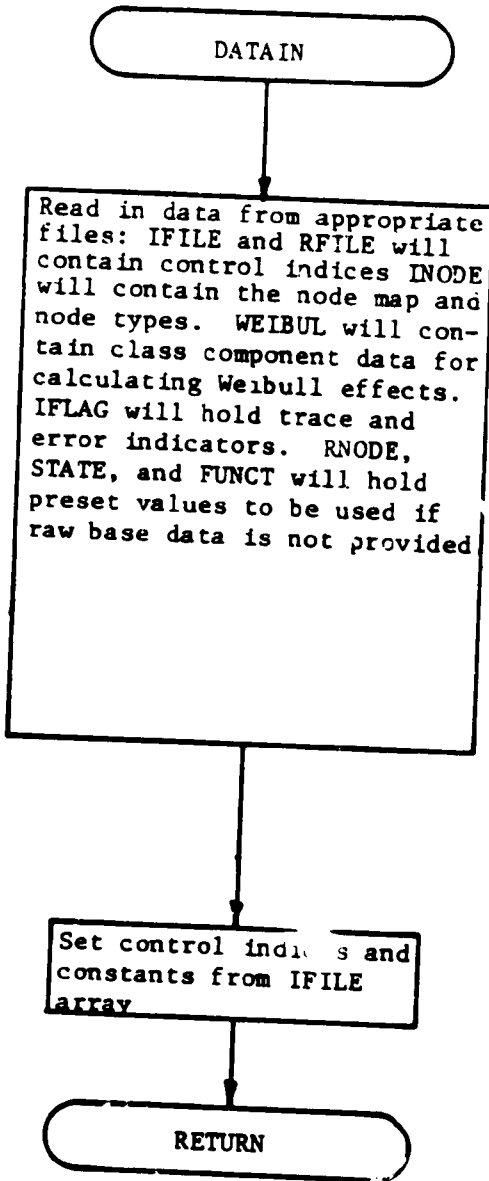 DATAIN
Read in data from appropriate
files: IFILE and RFILE will
contain control indices INODE
will contain the node map and
node types. WEIBUL will con-
tain class component data for
calculating Weibull effects.
IFLAG will hold trace and
error indicators. RNODE,
STATE, and FUNCT will hold
preset values to be used if
raw base data is not provided
Set control and
constants from IFILE
array
RETURN